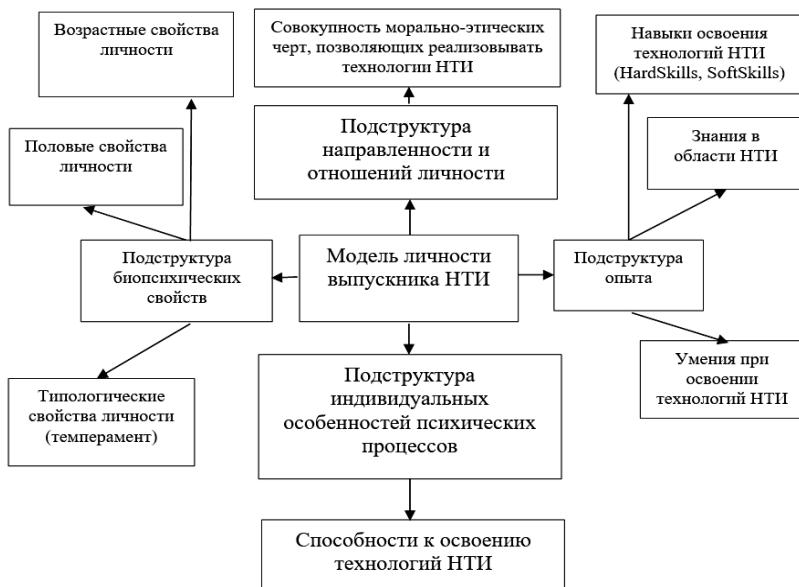 Возрастные свойства
личности
Совокупность морально-этических
черт, позволяющих реализовывать
технологии НТИ
Навыки освоения
технологий НТИ
(HardSkills, SoftSkills)
Половые свойства
личности
Подструктура
направленности и
отношений личности
Знания в
области НТИ
Подструктура
биопсихических
свойств
Модель личности
выпускника НТИ
Подструктура
опыта
Типологические
свойства личности
(темперамент)
Подструктура
индивидуальных
особенностей психических
процессов
Умения при
освоении
технологий НТИ
Способности к освоению
технологий НТИ